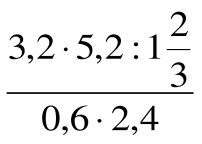 3,2 · 5,2 : 1 2/3
0,6 · 2,4